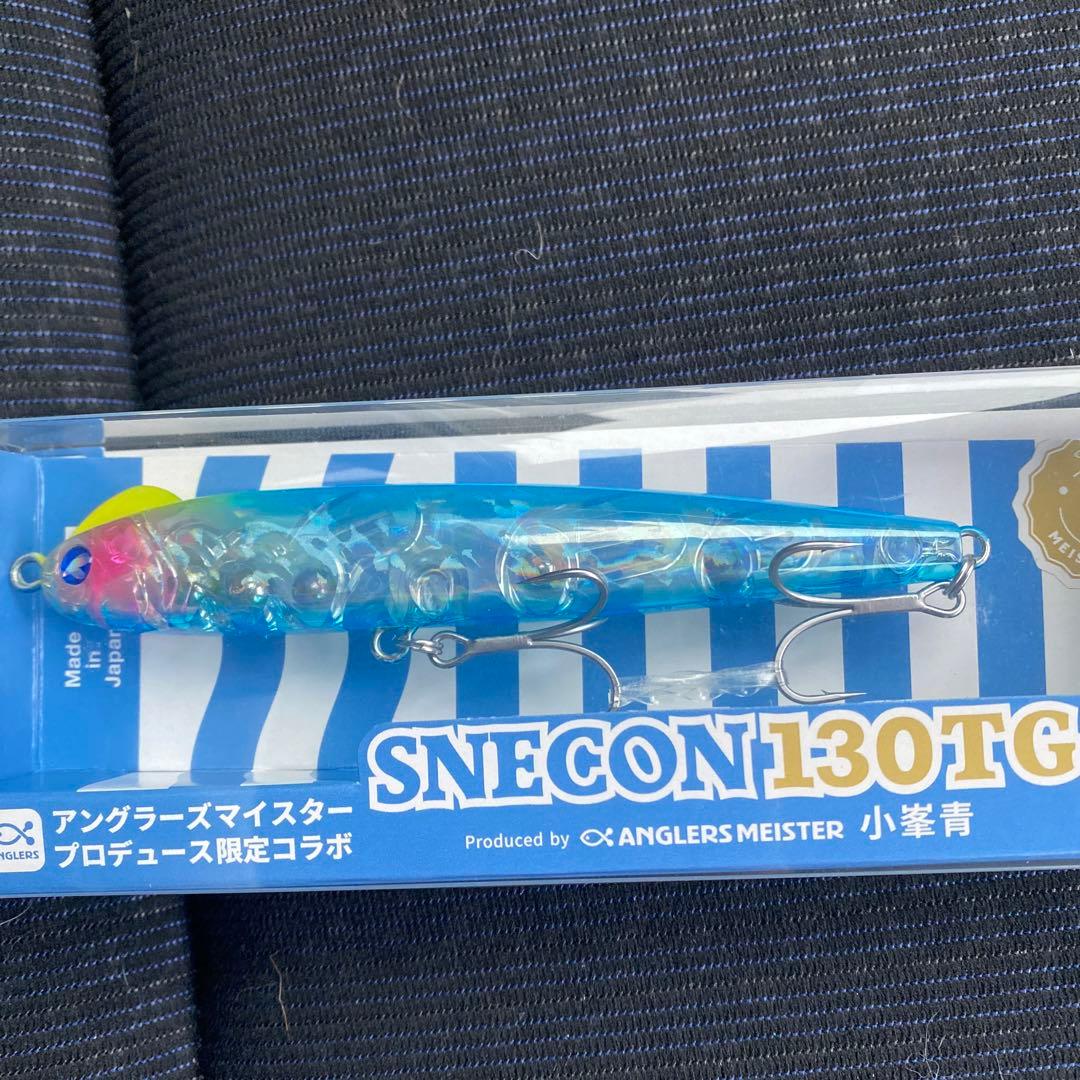 Made
in
Japan
SNECON 130TG
アングラーズマイスター
プロデュース限定コラボ
Produced by ANGLERS MEISTER 小峯青